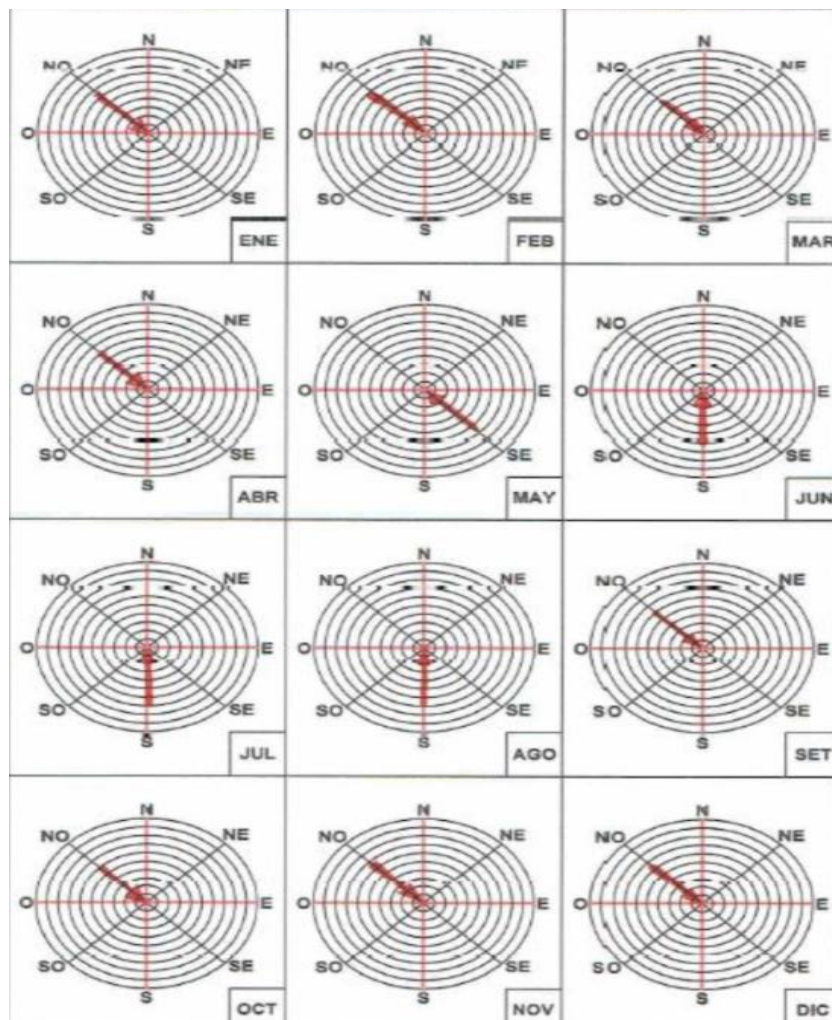 N N N
NO NE NO NE NO NE
O E O E O E
SO SE SO SE SO SE
S S S
ENE FEB MAR
N N N
NO NE NO NE NO NE
O E O E O E
SO SE SO SE SO SE
S S S
ABR MAY JUN
N N N
NO NE NO NE NO NE
O E O E O E
SO SE SO SE SO SE
S S S
JUL AGO SET
N N N
NO NE NO NE NO NE
O E O E O E
SO SE SO SE SO SE
S S S
OCT NOV DIC